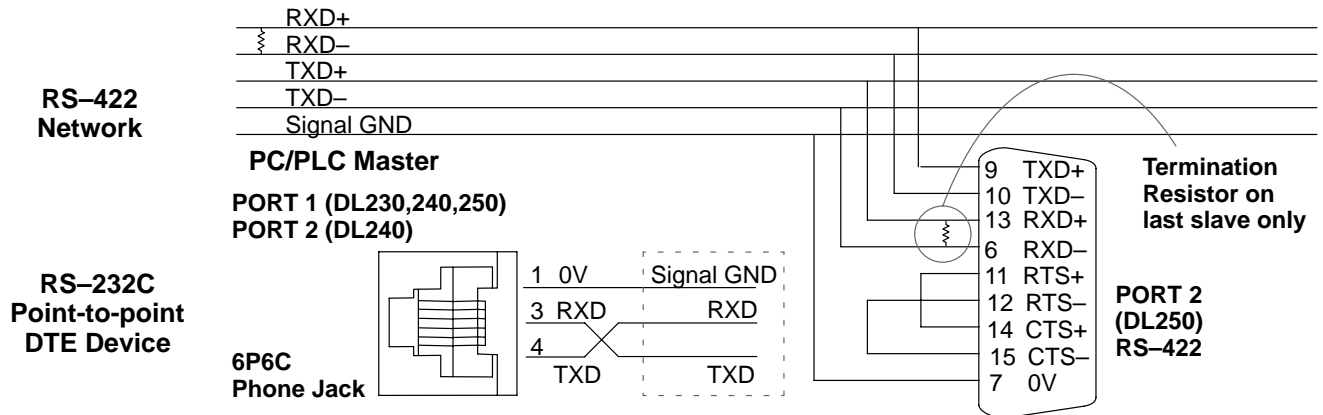 RXD+
RXD–
TXD+
TXD–
Signal GND
RS–422
Network
PC/PLC Master
PORT 1 (DL230,240,250)
PORT 2 (DL240)
9 TXD+
10 TXD–
13 RXD+
6 RXD–
11 RTS+
12 RTS–
14 CTS+
15 CTS–
7 0V
Termination
Resistor on
last slave only
PORT 2
(DL250)
RS–422
RS–232C
Point-to-point
DTE Device
6P6C
Phone Jack
1 0V Signal GND
3 RXD RXD
4
TXD TXD